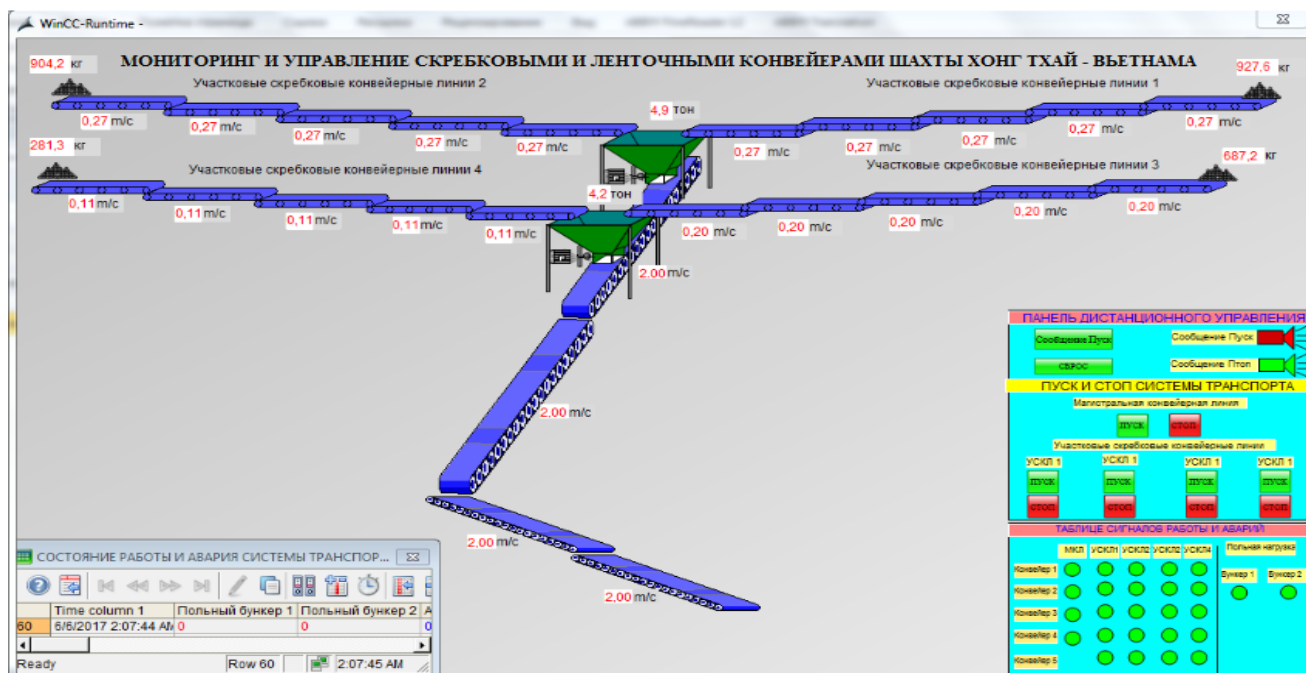 WinCC-Runtime -
МОНИТОРИНГ И УПРАВЛЕНИЕ СКРЕБКОВЫМИ И ЛЕНТОЧНЫМИ КОНВЕЙЕРАМИ ШАХТЫ ХОНГ ТХАЙ - ВЬЕТНАМА
904,2 кг
927,6 кг
Участковые скребковые конвейерные линии 2
Участковые скребковые конвейерные линии 1
4,9 тон
0,27 m/c
0,27 m/c
0,27 m/c
0,27 m/c
0,27 m/c
0,27 m/c
0,27 m/c
0,27 m/c
0,27 m/c
0,27 m/c
281,3 кг
687,2 кг
Участковые скребковые конвейерные линии 4
Участковые скребковые конвейерные линии 3
4,2 тон
0,11 m/c
0,11 m/c
0,11 m/c
0,11 m/c
0,11 m/c
0,20 m/c
0,20 m/c
0,20 m/c
0,20 m/c
0,20 m/c
2.00 m/c
2,00 m/c
2,00 m/c
2,00 m/c
ПАНЕЛЬ ДИСТАНЦИОННОГО УПРАВЛЕНИЯ
Сообщение Пуск
Сообщение Пуск
СБРОС
Сообщение Птоп
ПУСК И СТОП СИСТЕМЫ ТРАНСПОРТА
Магистральная конвейерная линия
ПУСК СТОП
Участковые скребковые конвейерные линии
УСКЛ 1 УСКЛ 1 УСКЛ 1 УСКЛ 1
ПУСК ПУСК ПУСК ПУСК
СТОП СТОП СТОП СТОП
ТАБЛИЦЕ СИГНАЛОВ РАБОТЫ И АВАРИЙ
МКЛ УСКЛ1 УСКЛ2 УСКЛ2 УСКЛ4 Польная нагрузка
Конвейер 1
Бункер 1 Бункер 2
Конвейер 2
Конвейер 3
Конвейер 4
Конвейер 5
СОСТОЯНИЕ РАБОТЫ И АВАРИЯ СИСТЕМЫ ТРАНСПОР...
Time column 1 Польный бункер 1 Польный бункер 2 А
60 6/6/2017 2:07:44 AM 0 0 0
Ready Row 60 2:07:45 AM